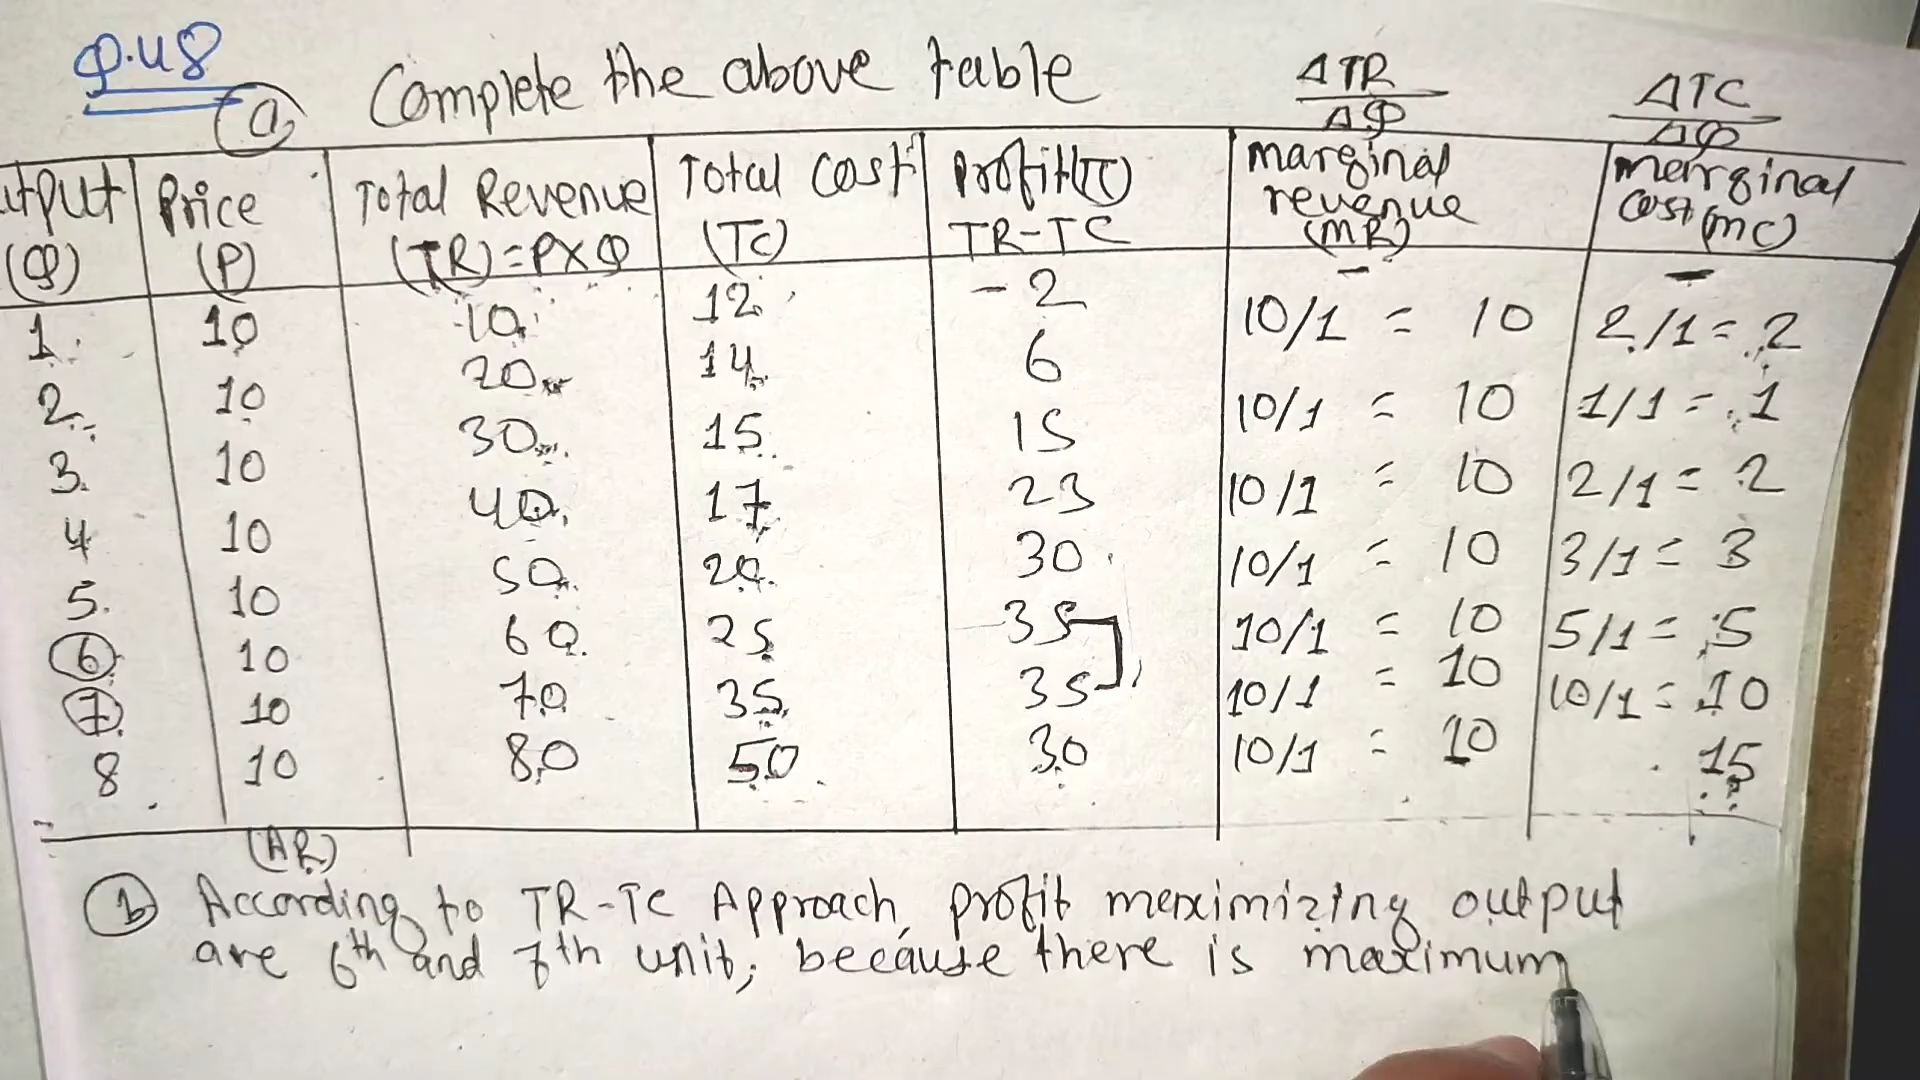 Q.48
a, Complete the above table
ΔTR/ΔQ ΔTC/ΔQ
utput (Q) | Price (P) | Total Revenue (TR)=P×Q | Total Cost (TC) | Profit(π) TR-TC | marginal revenue (MR) | marginal cost (mc)
1. 10 10 12 -2 - -
2. 10 20 14 6 10/1 = 10 2/1 = 2
3. 10 30 15 15 10/1 = 10 1/1 = 1
4 10 40 17 23 10/1 = 10 2/1 = 2
5. 10 50 20 30 10/1 = 10 3/1 = 3
6 10 60 25 35 10/1 = 10 5/1 = 5
7 10 70 35 35 10/1 = 10 10/1 = 10
8 10 80 50 30 10/1 = 10 15
(AR)
b According to TR-TC Approach, profit meximizing output
are 6th and 7th unit, because there is maximum